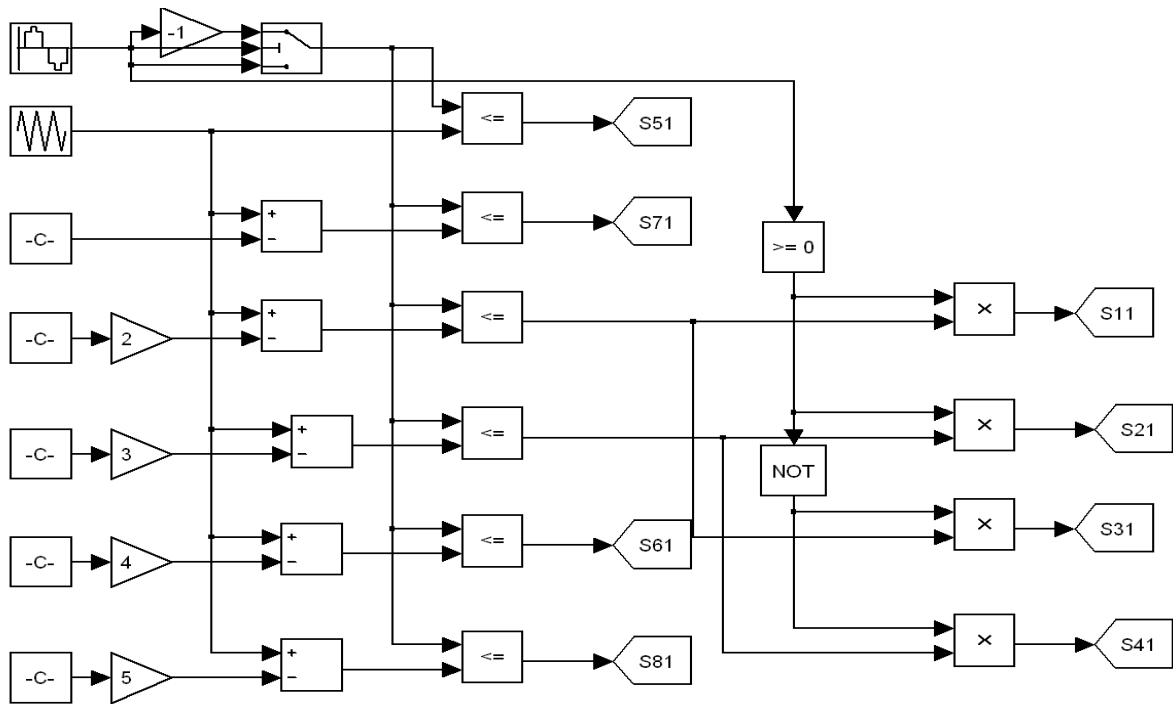 -1
<= S51
+
-
-C-
<= S71
>= 0
+
-
-C- 2
<=
× S11
+
-
-C- 3
<=
× S21
NOT
+
-
-C- 4
<= S61
× S31
+
-
-C- 5
<= S81
× S41